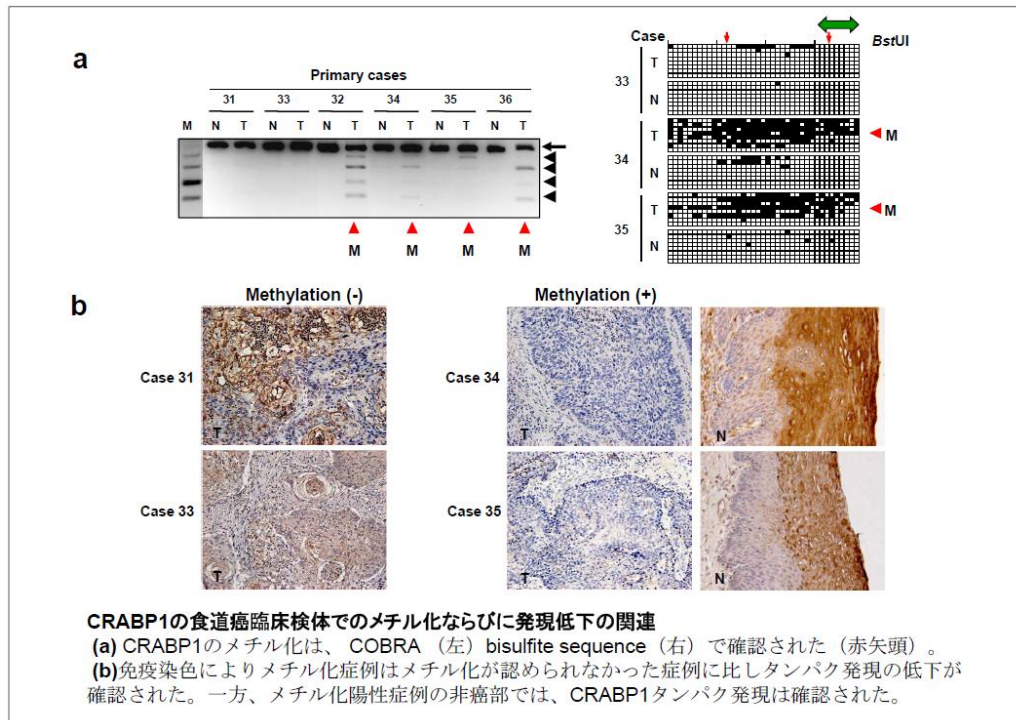 a
Primary cases
31 33 32 34 35 36
M N T N T N T N T N T N T
M M M M
Case BstUI
T
33
N
T M
34
N
T M
35
N
b
Methylation (-) Methylation (+)
Case 31 T Case 34 T N
Case 33 T Case 35 T N
CRABP1の食道癌臨床検体でのメチル化ならびに発現低下の関連
(a) CRABP1のメチル化は、 COBRA （左）bisulfite sequence（右）で確認された（赤矢頭）。
(b)免疫染色によりメチル化症例はメチル化が認められなかった症例に比しタンパク発現の低下が
確認された。一方、メチル化陽性症例の非癌部では、CRABP1タンパク発現は確認された。